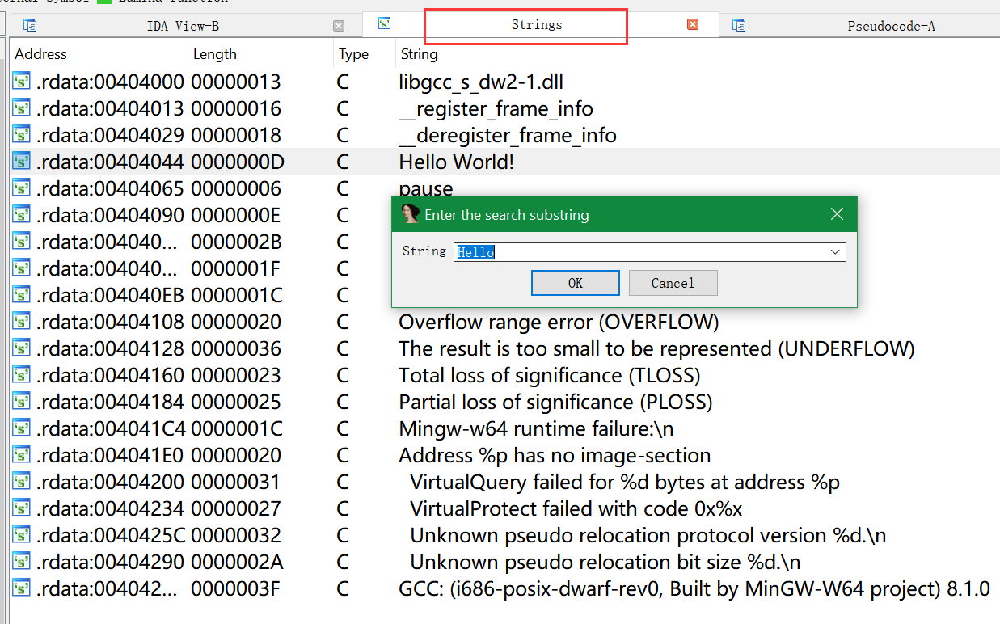 Lumina function
IDA View-B Strings Pseudocode-A
Address Length Type String
.rdata:00404000 00000013 C libgcc_s_dw2-1.dll
.rdata:00404013 00000016 C __register_frame_info
.rdata:00404029 00000018 C __deregister_frame_info
.rdata:00404044 0000000D C Hello World!
.rdata:00404065 00000006 C pause
.rdata:00404090 0000000E C
.rdata:004040... 0000002B C
.rdata:004040... 0000001F C
.rdata:004040EB 0000001C C
Enter the search substring
String Hello
OK Cancel
.rdata:00404108 00000020 C Overflow range error (OVERFLOW)
.rdata:00404128 00000036 C The result is too small to be represented (UNDERFLOW)
.rdata:00404160 00000023 C Total loss of significance (TLOSS)
.rdata:00404184 00000025 C Partial loss of significance (PLOSS)
.rdata:004041C4 0000001C C Mingw-w64 runtime failure:\n
.rdata:004041E0 00000020 C Address %p has no image-section
.rdata:00404200 00000031 C VirtualQuery failed for %d bytes at address %p
.rdata:00404234 00000027 C VirtualProtect failed with code 0x%x
.rdata:0040425C 00000032 C Unknown pseudo relocation protocol version %d.\n
.rdata:00404290 0000002A C Unknown pseudo relocation bit size %d.\n
.rdata:004042... 0000003F C GCC: (i686-posix-dwarf-rev0, Built by MinGW-W64 project) 8.1.0